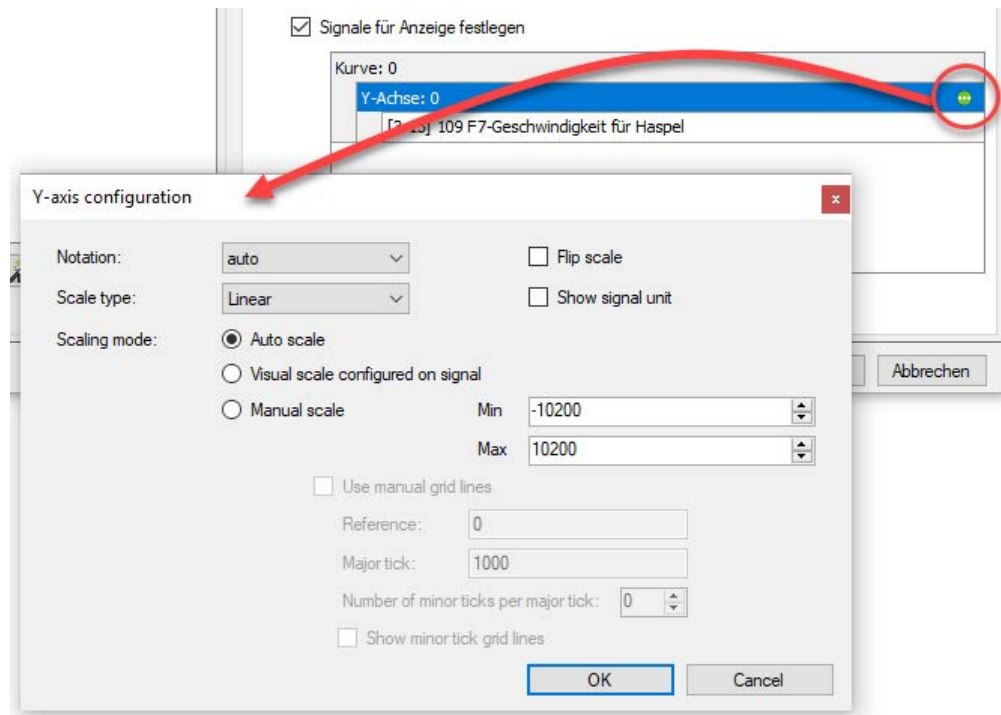 Signale für Anzeige festlegen
Kurve: 0
Y-Achse: 0
109 F7-Geschwindigkeit für Haspel
Y-axis configuration
x
Notation: auto Flip scale
Scale type: Linear Show signal unit
Scaling mode: Auto scale
Visual scale configured on signal
Manual scale Min -10200
Max 10200
Use manual grid lines
Reference: 0
Major tick: 1000
Number of minor ticks per major tick: 0
Show minor tick grid lines
OK Cancel
Abbrechen